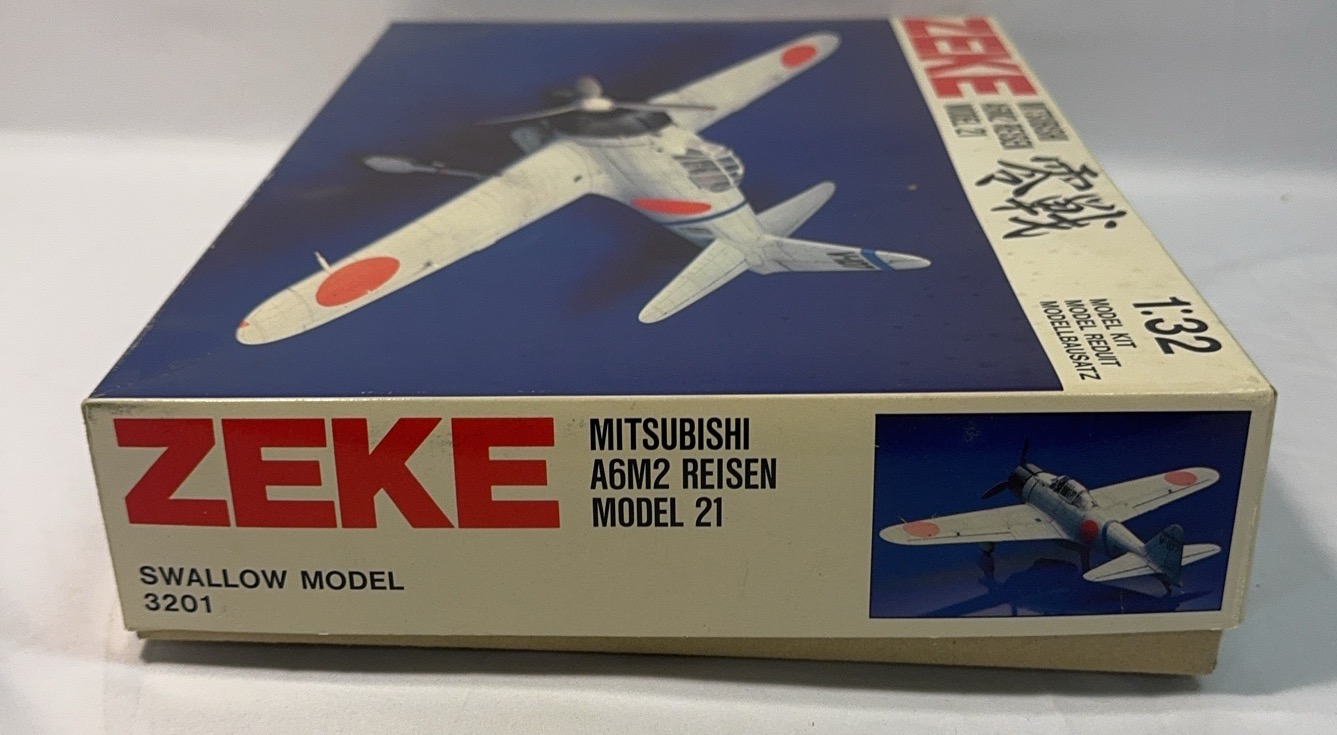 ZEKE
MITSUBISHI
A6M2 REISEN
MODEL 21
零戦
1:32
MODEL KIT
MODEL REDUIT
MODELLBAUSATZ
ZEKE
MITSUBISHI
A6M2 REISEN
MODEL 21
SWALLOW MODEL
3201